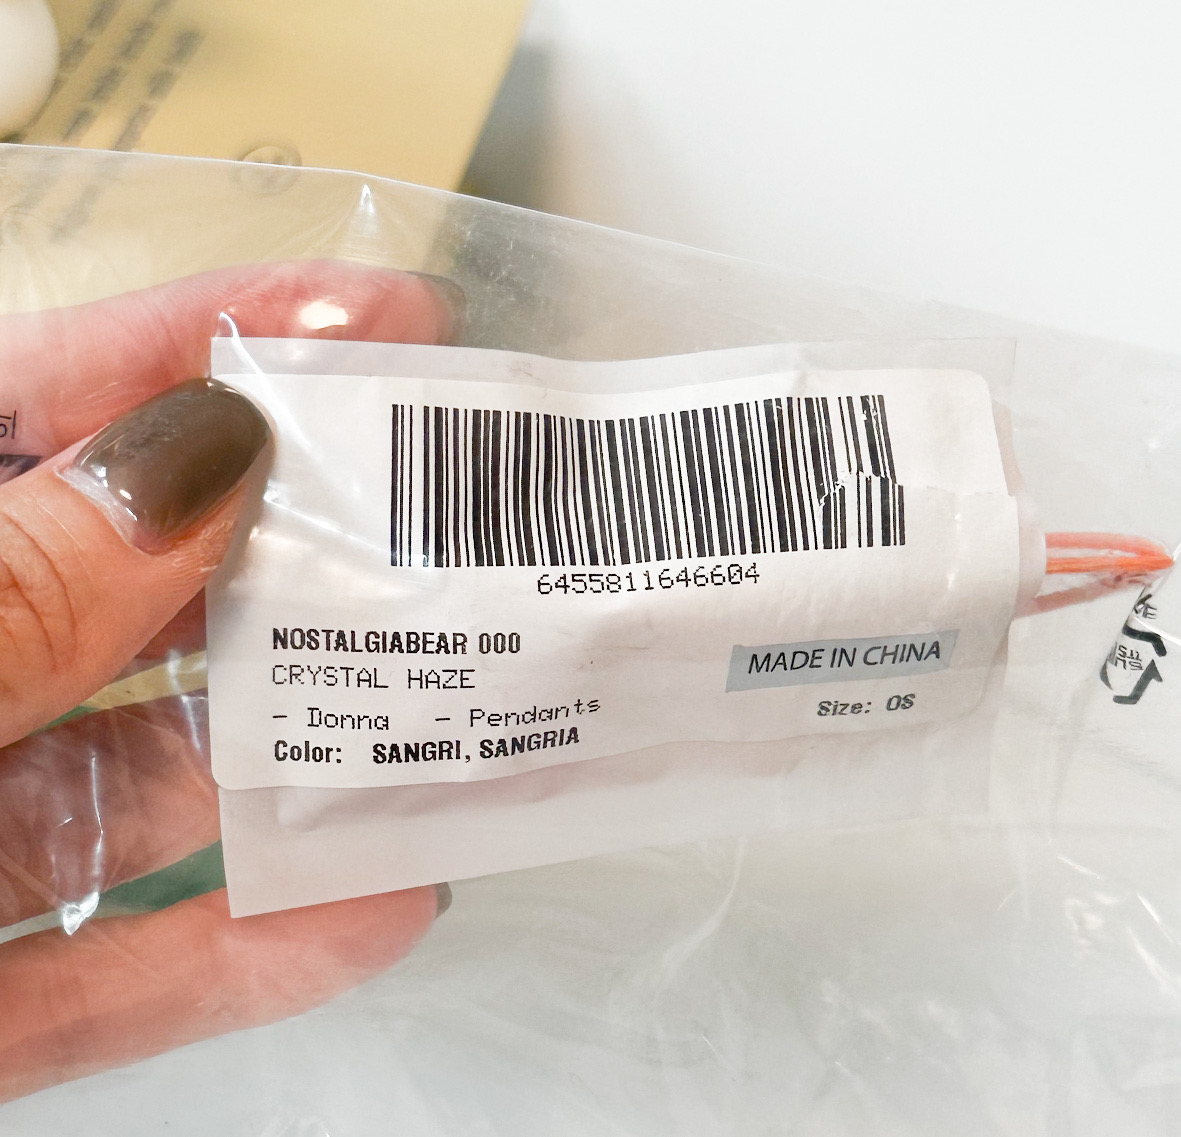 6455811646604
NOSTALGIABEAR 000
CRYSTAL HAZE
- Donna - Pendants
MADE IN CHINA
Size: OS
Color: SANGRI, SANGRIA